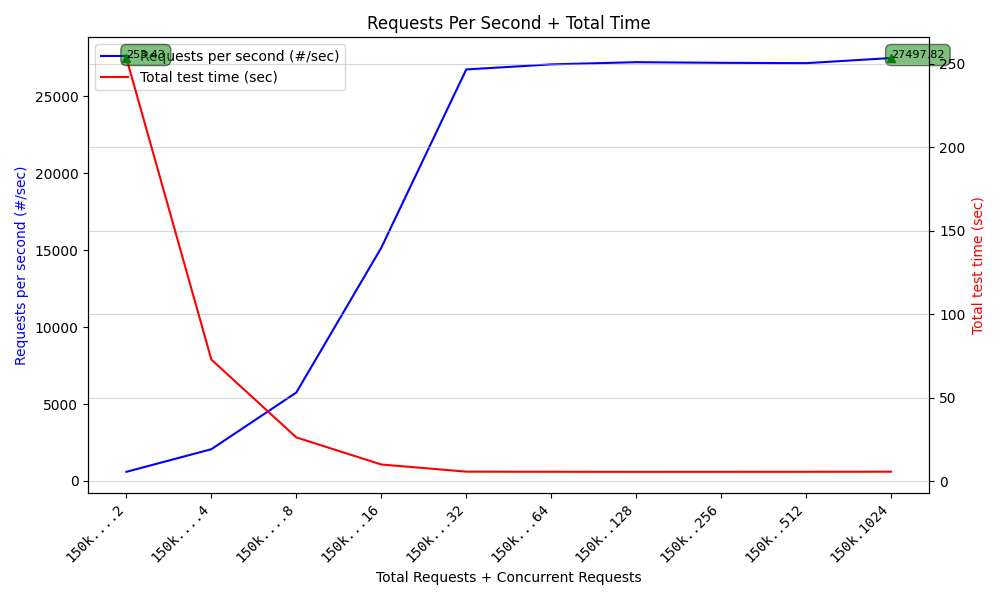 Requests Per Second + Total Time
253.43
27497.82
Requests per second (#/sec)
Total test time (sec)
25000
20000
15000
10000
5000
0
250
200
150
100
50
0
Requests per second (#/sec)
Total test time (sec)
150k....2
150k....4
150k....8
150k...16
150k...32
150k...64
150k..128
150k..256
150k..512
150k.1024
Total Requests + Concurrent Requests